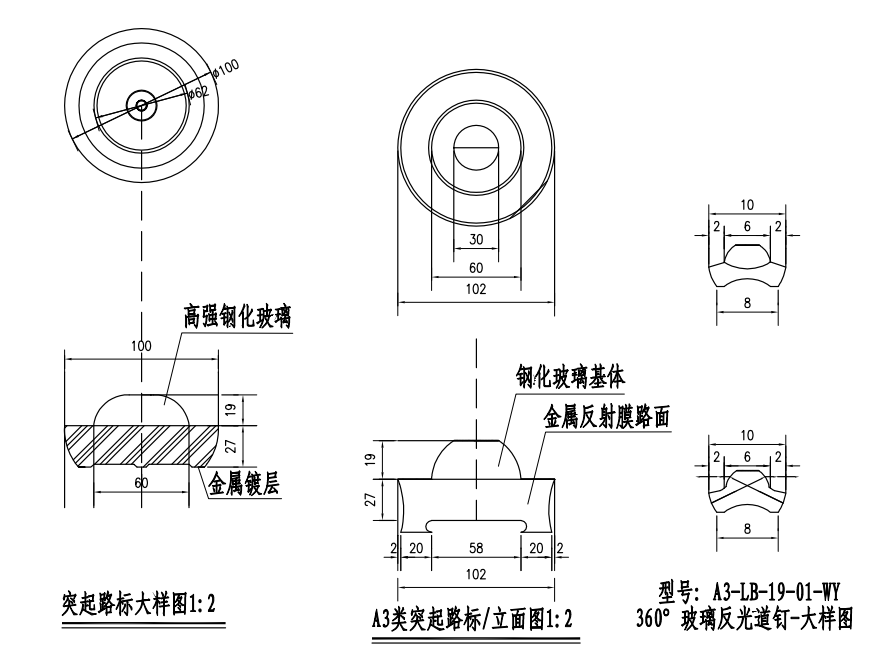 φ100
φ62
高强钢化玻璃
100
19
27
60
金属镀层
突起路标大样图1:2
30
60
102
钢化玻璃基体
金属反射膜路面
19
27
2 20 58 20 2
102
A3类突起路标/立面图1:2
10
2 6 2
8
10
2 6 2
8
型号: A3-LB-19-01-WY
360° 玻璃反光道钉-大样图